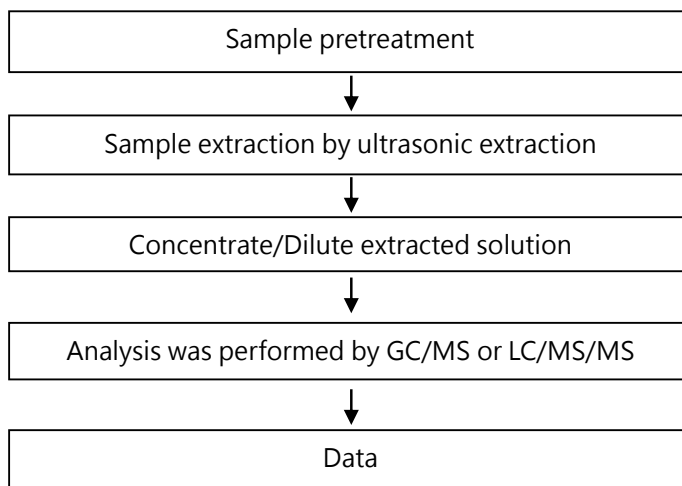 Sample pretreatment
Sample extraction by ultrasonic extraction
Concentrate/Dilute extracted solution
Analysis was performed by GC/MS or LC/MS/MS
Data